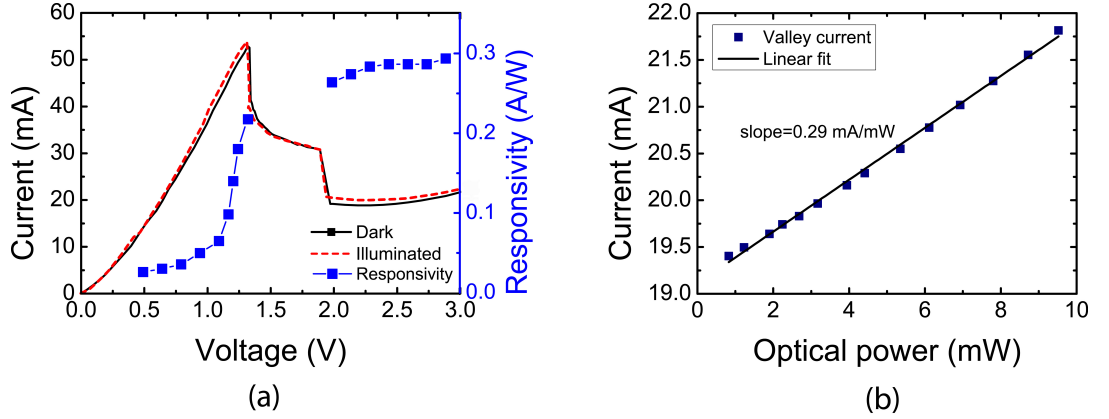 60
50
40
30
20
10
0
Current (mA)
0.3
0.2
0.1
0.0
Responsivity (A/W)
Dark
Illuminated
Responsivity
0.0 0.5 1.0 1.5 2.0 2.5 3.0
Voltage (V)
(a)
22.0
21.5
21.0
20.5
20.0
19.5
19.0
Current (mA)
Valley current
Linear fit
slope=0.29 mA/mW
0 2 4 6 8 10
Optical power (mW)
(b)